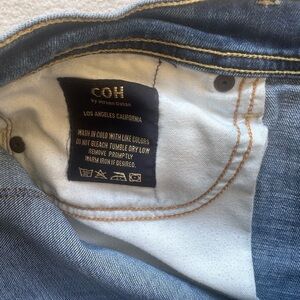 COH
LOS ANGELES CALIFORNIA
WASH IN COLD WITH LIKE COLORS
DO NOT BLEACH TUMBLE DRY LOW
REMOVE PROMPTLY
WARM IRON IF DESIRED.